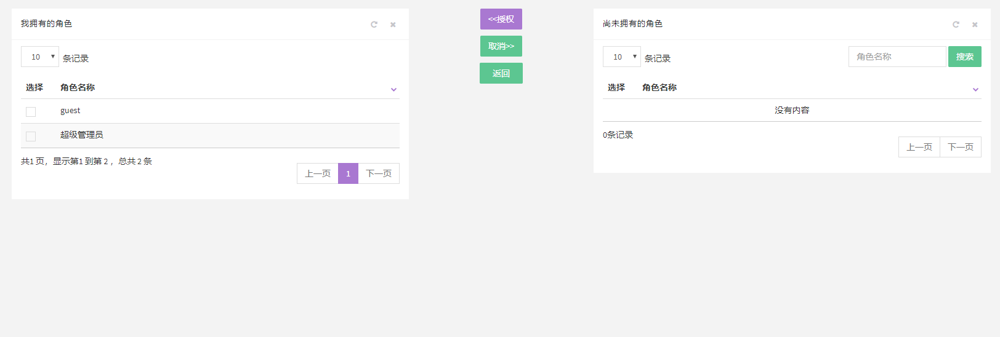 我拥有的角色
10 条记录
选择 角色名称
guest
超级管理员
共1 页，显示第1 到第 2 ，总共 2 条
上一页 1 下一页
<<授权
取消>>
返回
尚未拥有的角色
10 条记录
角色名称 搜索
选择 角色名称
没有内容
0条记录
上一页 下一页